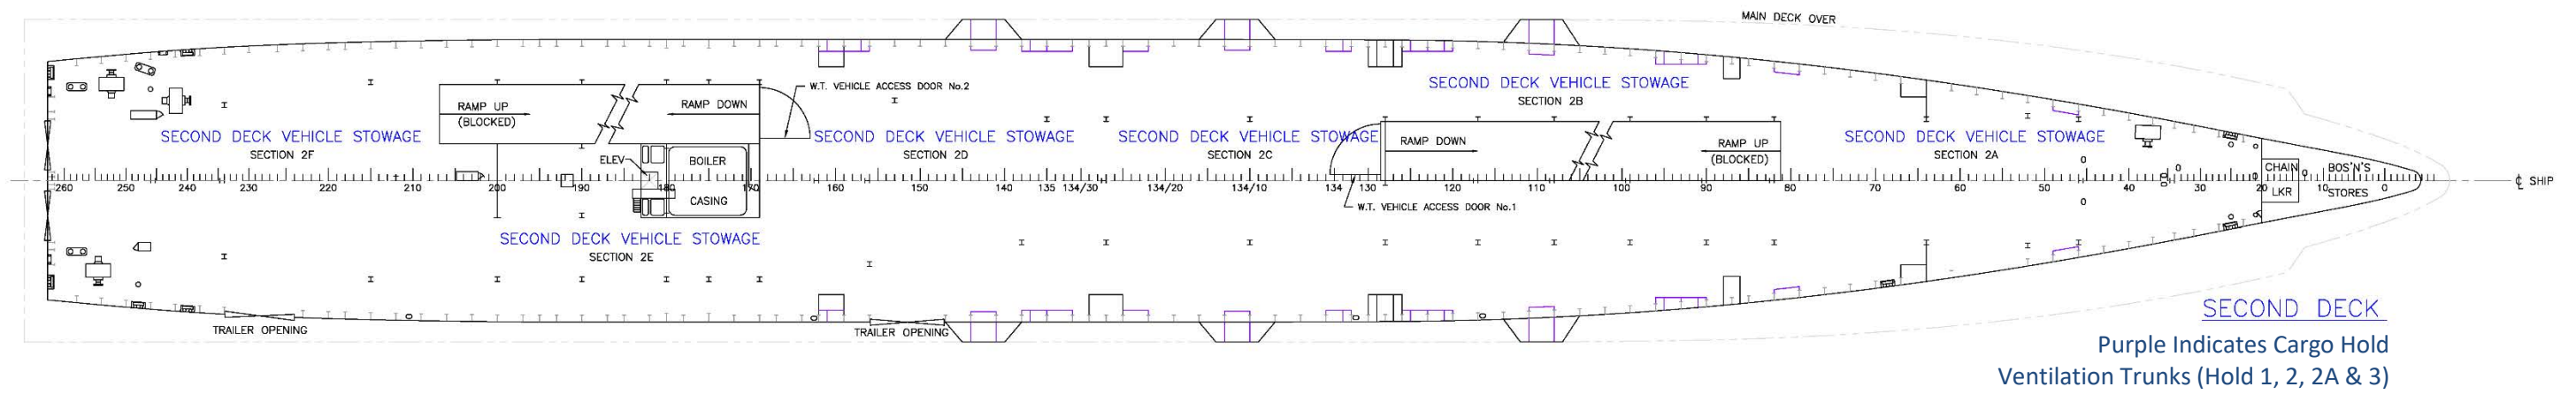 MAIN DECK OVER
SECOND DECK VEHICLE STOWAGE
SECTION 2B
W.T. VEHICLE ACCESS DOOR No.2
RAMP UP
(BLOCKED)
RAMP DOWN
SECOND DECK VEHICLE STOWAGE
SECTION 2F
SECOND DECK VEHICLE STOWAGE
SECTION 2D
SECOND DECK VEHICLE STOWAGE
SECTION 2C
RAMP DOWN
RAMP UP
(BLOCKED)
SECOND DECK VEHICLE STOWAGE
SECTION 2A
ELEV
BOILER
CASING
CHAIN
LKR
BOS'N'S
STORES
260 250 240 230 220 210 200 190 180 170 160 150 140 135 134/30 134/20 134/10 134 130 128 120 110 100 90 80 70 60 50 40 30 20 10 0
℄ SHIP
W.T. VEHICLE ACCESS DOOR No.1
SECOND DECK VEHICLE STOWAGE
SECTION 2E
TRAILER OPENING
TRAILER OPENING
SECOND DECK
Purple Indicates Cargo Hold
Ventilation Trunks (Hold 1, 2, 2A & 3)